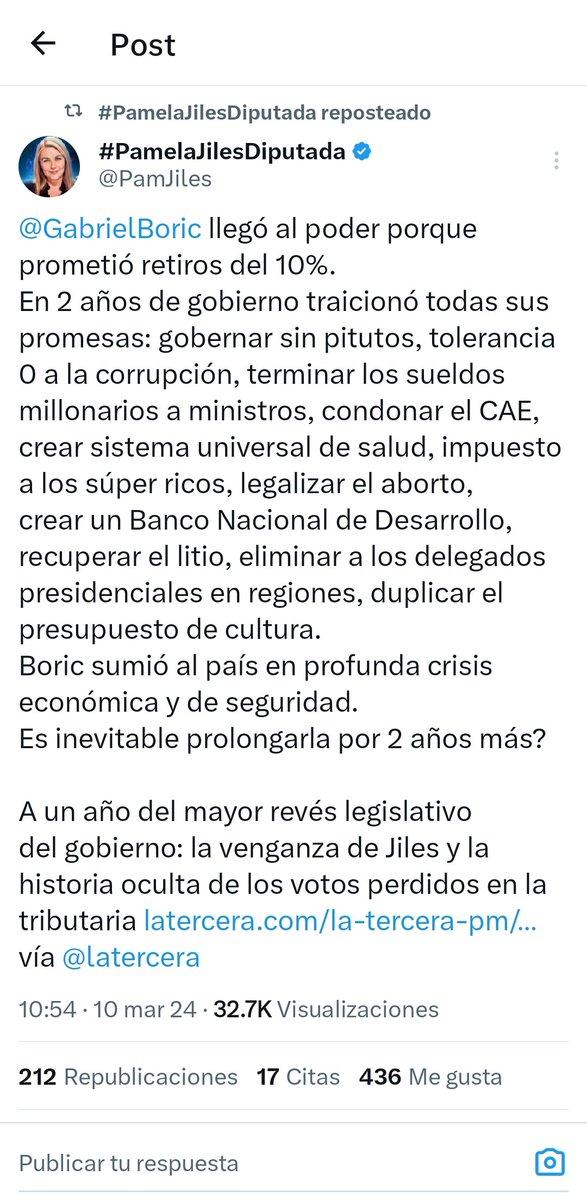 Post
#PamelaJilesDiputada reposteado
#PamelaJilesDiputada
@PamJiles
@GabrielBoric llegó al poder porque
prometió retiros del 10%.
En 2 años de gobierno traicionó todas sus
promesas: gobernar sin pitutos, tolerancia
0 a la corrupción, terminar los sueldos
millonarios a ministros, condonar el CAE,
crear sistema universal de salud, impuesto
a los súper ricos, legalizar el aborto,
crear un Banco Nacional de Desarrollo,
recuperar el litio, eliminar a los delegados
presidenciales en regiones, duplicar el
presupuesto de cultura.
Boric sumió al país en profunda crisis
económica y de seguridad.
Es inevitable prolongarla por 2 años más?
A un año del mayor revés legislativo
del gobierno: la venganza de Jiles y la
historia oculta de los votos perdidos en la
tributaria latercera.com/la-tercera-pm/…
vía @latercera
10:54 · 10 mar 24 · 32.7K Visualizaciones
212 Republicaciones 17 Citas 436 Me gusta
Publicar tu respuesta